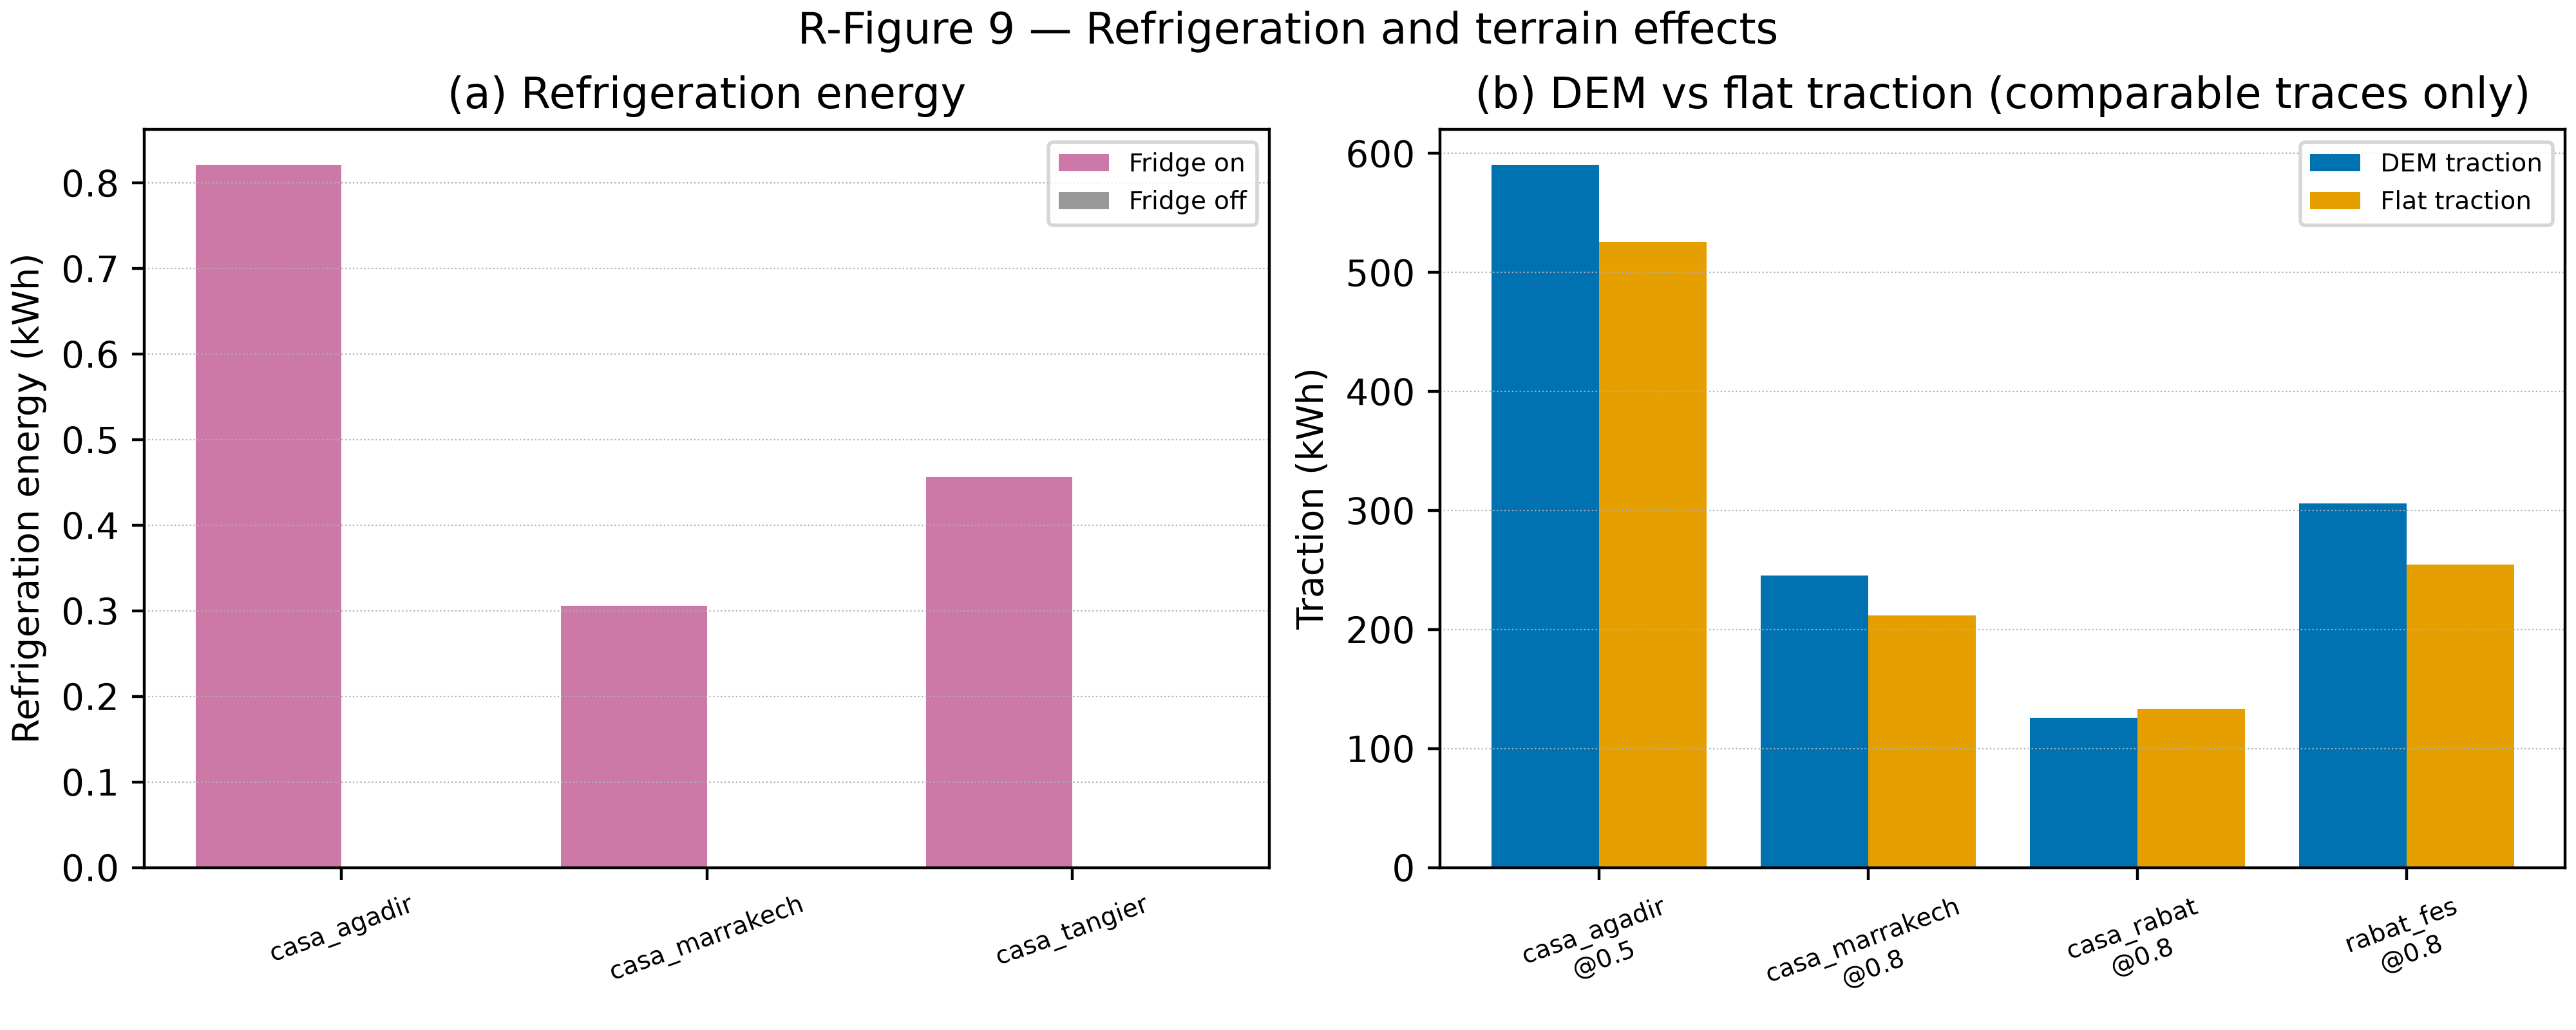 R-Figure 9 — Refrigeration and terrain effects
(a) Refrigeration energy
Refrigeration energy (kWh)
0.8
0.7
0.6
0.5
0.4
0.3
0.2
0.1
0.0
Fridge on
Fridge off
casa_agadir
casa_marrakech
casa_tangier
(b) DEM vs flat traction (comparable traces only)
Traction (kWh)
600
500
400
300
200
100
0
DEM traction
Flat traction
casa_agadir
@0.5
casa_marrakech
@0.8
casa_rabat
@0.8
rabat_fes
@0.8